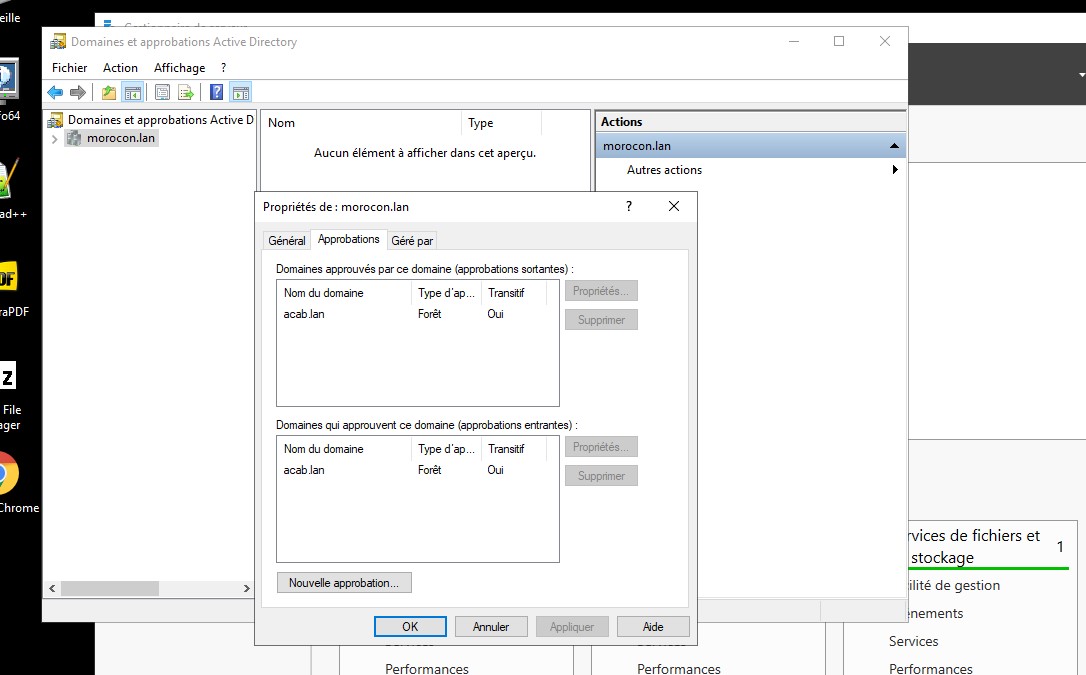 eille
Gestionnaire de serveur
Domaines et approbations Active Directory
Fichier Action Affichage ?
fo64
Domaines et approbations Active D
morocon.lan
Nom Type
Aucun élément à afficher dans cet aperçu.
Actions
morocon.lan
Autres actions
ad++
Propriétés de : morocon.lan ?
Général Approbations Géré par
Domaines approuvés par ce domaine (approbations sortantes) :
Nom du domaine Type d'ap... Transitif
acab.lan Forêt Oui
Propriétés...
Supprimer
DF
raPDF
z
File
ager
Domaines qui approuvent ce domaine (approbations entrantes) :
Nom du domaine Type d'ap... Transitif
acab.lan Forêt Oui
Propriétés...
Supprimer
Chrome
Nouvelle approbation...
OK Annuler Appliquer Aide
rvices de fichiers et
stockage 1
ilité de gestion
nements
Services
Performances Performances Performances